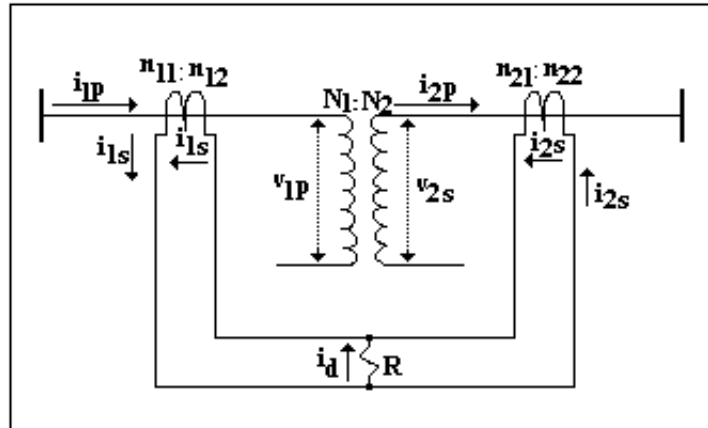 n11:n12
n21:n22
i1p
N1:N2
i2p
i1s
i1s
i2s
v1p
v2s
i2s
id
R